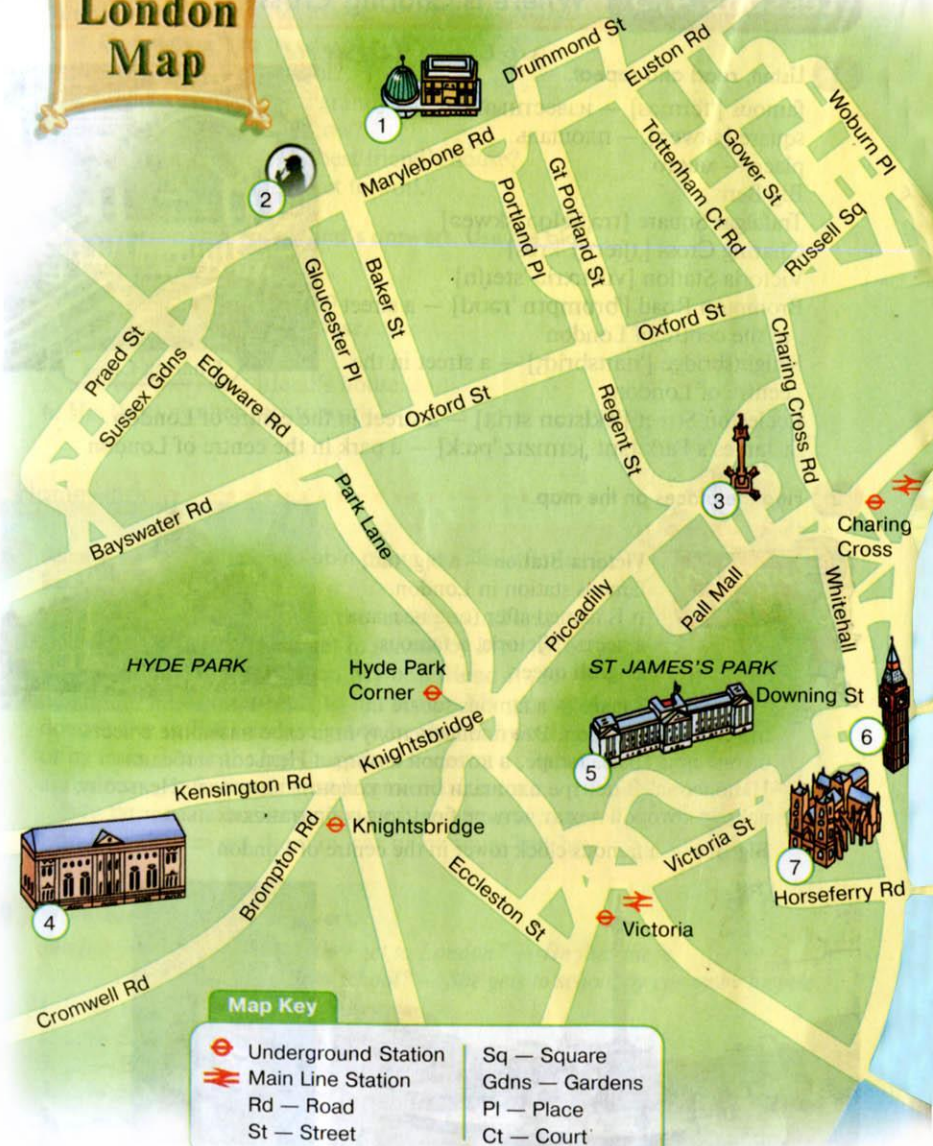 London
Map
Drummond St
Euston Rd
1
Woburn Pl
Marylebone Rd
Tottenham Ct Rd
Gower St
2
Portland Pl
Gt Portland St
Russell Sq
Gloucester Pl
Baker St
Oxford St
Charing Cross Rd
Praed St
Sussex Gdns
Edgware Rd
Oxford St
Regent St
3
Bayswater Rd
Park Lane
Charing
Cross
Piccadilly
Pall Mall
Whitehall
HYDE PARK
Hyde Park
Corner
ST JAMES'S PARK
Downing St
5
6
Knightsbridge
Kensington Rd
Knightsbridge
Brompton Rd
Victoria St
7
4
Eccleston St
Horseferry Rd
Victoria
Cromwell Rd
Map Key
Underground Station
Main Line Station
Rd — Road
St — Street
Sq — Square
Gdns — Gardens
Pl — Place
Ct — Court